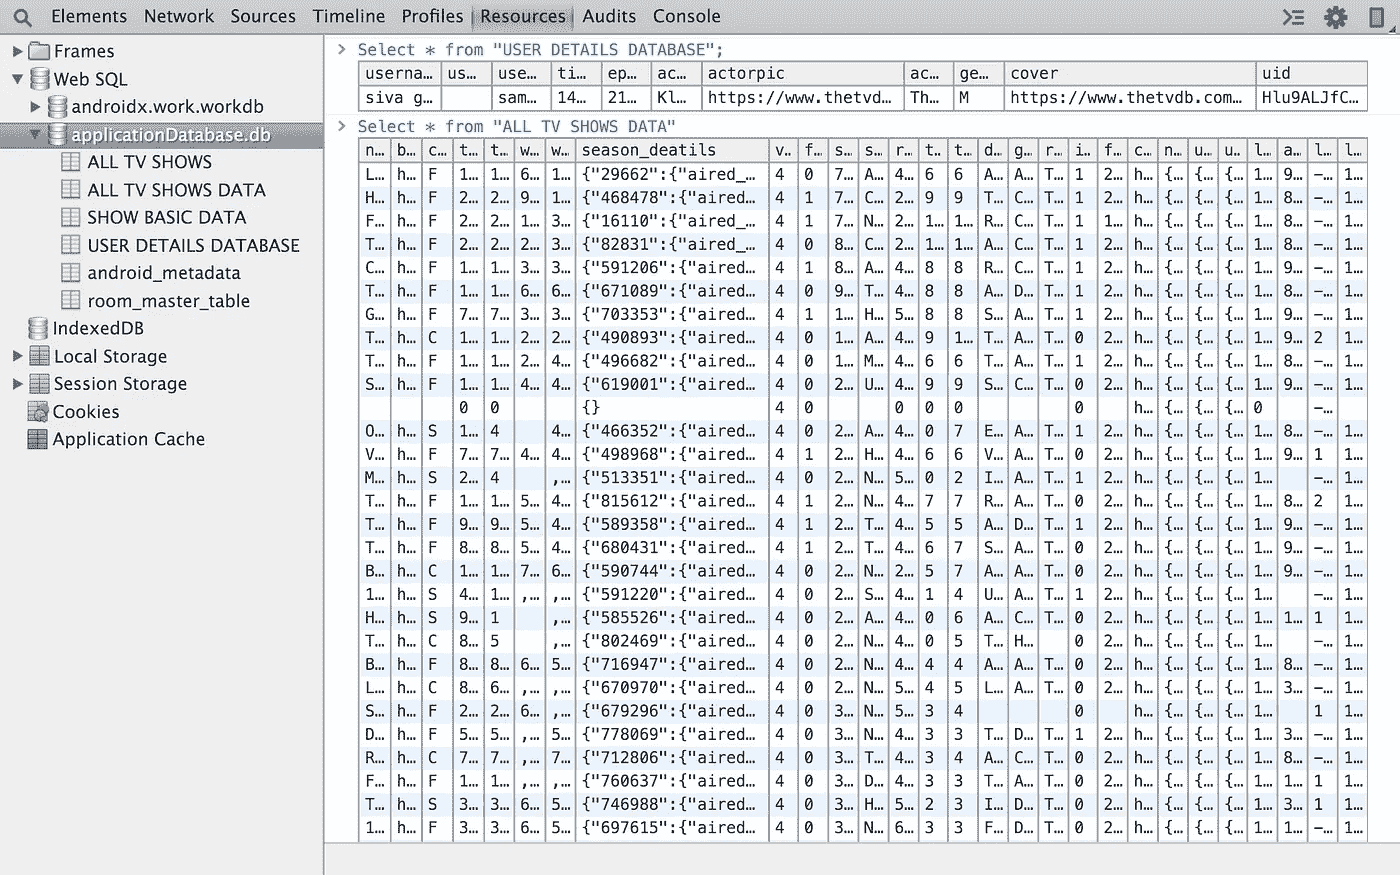 Elements Network Sources Timeline Profiles Resources Audits Console
Frames
Web SQL
androidx.work.workdb
applicationDatabase.db
ALL TV SHOWS
ALL TV SHOWS DATA
SHOW BASIC DATA
USER DETAILS DATABASE
android_metadata
room_master_table
IndexedDB
Local Storage
Session Storage
Cookies
Application Cache
> Select * from "USER DETAILS DATABASE";
userna… us… use… ti… ep… ac… actorpic ac… ge… cover uid
siva g… sam… 14… 21… Kl… https://www.thetvd… Th… M https://www.thetvdb.com… Hlu9ALJfC…
> Select * from "ALL TV SHOWS DATA"
n… b… c… t… t… w… w… season_deatils v… f… s… s… r… t… t… d… g… r… i… f… c… n… u… u… l… a… l… l…
L… h… F 1… 1… 6… 1… {"29662":{"aired_… 4 0 7… A… 4… 6 6 A… A… T… 1 2… h… {… {… {… 1… 9… -… 1…
H… h… F 2… 2… 9… 1… {"468478":{"aired… 4 1 7… C… 2… 9 9 T… C… T… 1 2… h… {… {… {… 1… 8… -… 1…
F… h… F 2… 2… 1… 3… {"16110":{"aired_… 4 1 7… N… 2… 1… 1… R… C… T… 1 1… h… {… {… {… 1… 8… -… 1…
T… h… F 2… 2… 2… 3… {"82831":{"aired_… 4 0 8… C… 2… 1… 1… A… C… T… 1 2… h… {… {… {… 1… 8… -… 1…
C… h… F 1… 1… 3… 3… {"591206":{"aired… 4 1 8… A… 4… 8 8 R… C… T… 1 2… h… {… {… {… 1… 9… -… 1…
T… h… F 1… 1… 6… 6… {"671089":{"aired… 4 0 9… T… 4… 8 8 A… D… T… 1 2… h… {… {… {… 1… 8… -… 1…
G… h… F 7… 7… 3… 3… {"703353":{"aired… 4 1 1… H… 5… 8 8 S… A… T… 1 2… h… {… {… {… 1… 9… -… 1…
T… h… C 1… 1… 2… 2… {"490893":{"aired… 4 0 1… A… 4… 9 1… T… A… T… 0 2… h… {… {… {… 1… 9… 2 1…
T… h… F 1… 1… 2… 4… {"496682":{"aired… 4 0 1… M… 4… 6 6 T… A… T… 0 2… h… {… {… {… 1… 8… -… 1…
S… h… F 1… 1… 4… 4… {"619001":{"aired… 4 0 2… U… 4… 9 9 S… C… T… 0 2… h… {… {… {… 1… 9… -… 1…
0 0 {} 4 0 0 0 0 0 h… {… {… {… 0 -…
O… h… S 1… 4 4… {"466352":{"aired… 4 0 2… A… 4… 0 7 E… A… T… 1 2… h… {… {… {… 1… 8… -… 1…
V… h… F 7… 7… 4… 4… {"498968":{"aired… 4 1 2… H… 4… 6 6 V… A… T… 0 2… h… {… {… {… 1… 9… 1 1…
M… h… S 2… 4 ,… {"513351":{"aired… 4 0 2… N… 5… 0 2 I… A… T… 1 2… h… {… {… {… 1… -… 1…
T… h… F 1… 1… 5… 4… {"815612":{"aired… 4 1 2… N… 4… 7 7 R… A… T… 0 2… h… {… {… {… 1… 8… 2 1…
T… h… F 9… 9… 5… 4… {"589358":{"aired… 4 1 2… T… 4… 5 5 A… D… T… 1 2… h… {… {… {… 1… 9… -… 1…
T… h… F 8… 8… 5… 4… {"680431":{"aired… 4 1 2… T… 4… 6 7 S… A… T… 0 2… h… {… {… {… 1… 9… -… 1…
B… h… C 1… 1… 7… 6… {"590744":{"aired… 4 0 2… N… 2… 5 7 A… A… T… 0 2… h… {… {… {… 1… 9… -… 1…
1… h… S 4… 1… ,… ,… {"591220":{"aired… 4 0 2… S… 4… 1 4 U… A… T… 1 2… h… {… {… {… 1… -… 1…
H… h… S 9… 1 ,… {"585526":{"aired… 4 0 2… A… 4… 0 6 A… C… T… 0 2… h… {… {… {… 1… 1… 1 1…
T… h… C 8… 5 ,… {"802469":{"aired… 4 0 2… N… 4… 0 5 T… H… 0 2… h… {… {… {… 1… -… 1…
B… h… F 8… 8… 6… 5… {"716947":{"aired… 4 0 2… N… 4… 4 4 A… A… T… 0 2… h… {… {… {… 1… 8… -… 1…
L… h… C 8… 6… ,… ,… {"670970":{"aired… 4 0 2… N… 5… 4 5 L… A… T… 0 2… h… {… {… {… 1… 3… -… 1…
S… h… F 2… 2… 6… ,… {"679296":{"aired… 4 0 3… N… 5… 3 4 0 h… {… {… {… 1… 1 1…
D… h… F 5… 5… ,… ,… {"778069":{"aired… 4 0 3… N… 4… 3 3 T… D… T… 1 2… h… {… {… {… 1… 3… -… 1…
R… h… C 7… 7… ,… 7… {"712806":{"aired… 4 0 3… T… 4… 3 4 A… C… T… 0 2… h… {… {… {… 1… 8… -… 1…
F… h… F 1… 1… ,… ,… {"760637":{"aired… 4 0 3… D… 4… 3 3 T… A… T… 0 2… h… {… {… {… 1… 1… 1 1…
T… h… S 3… 3… 6… 5… {"746988":{"aired… 4 0 3… H… 5… 2 3 I… D… T… 0 2… h… {… {… {… 1… 3… 1 1…
1… h… F 3… 3… 6… 5… {"697615":{"aired… 4 0 3… N… 6… 3 3 F… D… T… 0 2… h… {… {… {… 1… 1… -… 1…